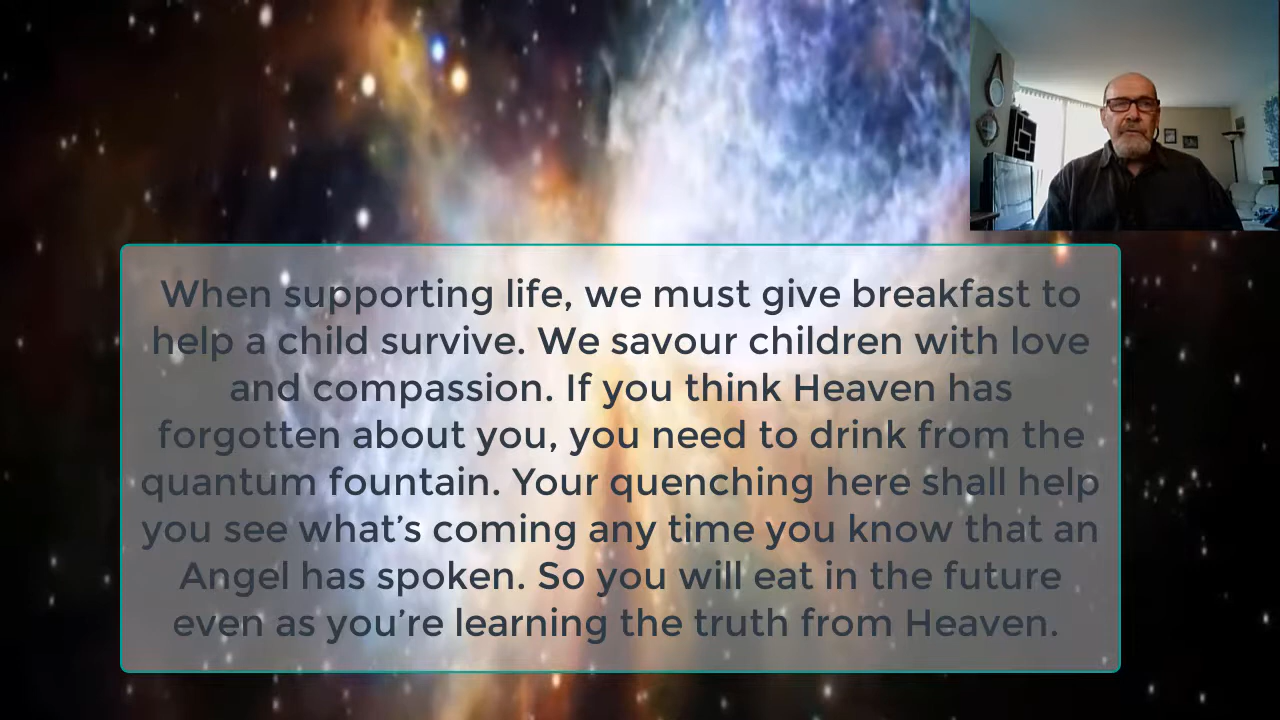 When supporting life, we must give breakfast to
help a child survive. We savour children with love
and compassion. If you think Heaven has
forgotten about you, you need to drink from the
quantum fountain. Your quenching here shall help
you see what’s coming any time you know that an
Angel has spoken. So you will eat in the future
even as you’re learning the truth from Heaven.